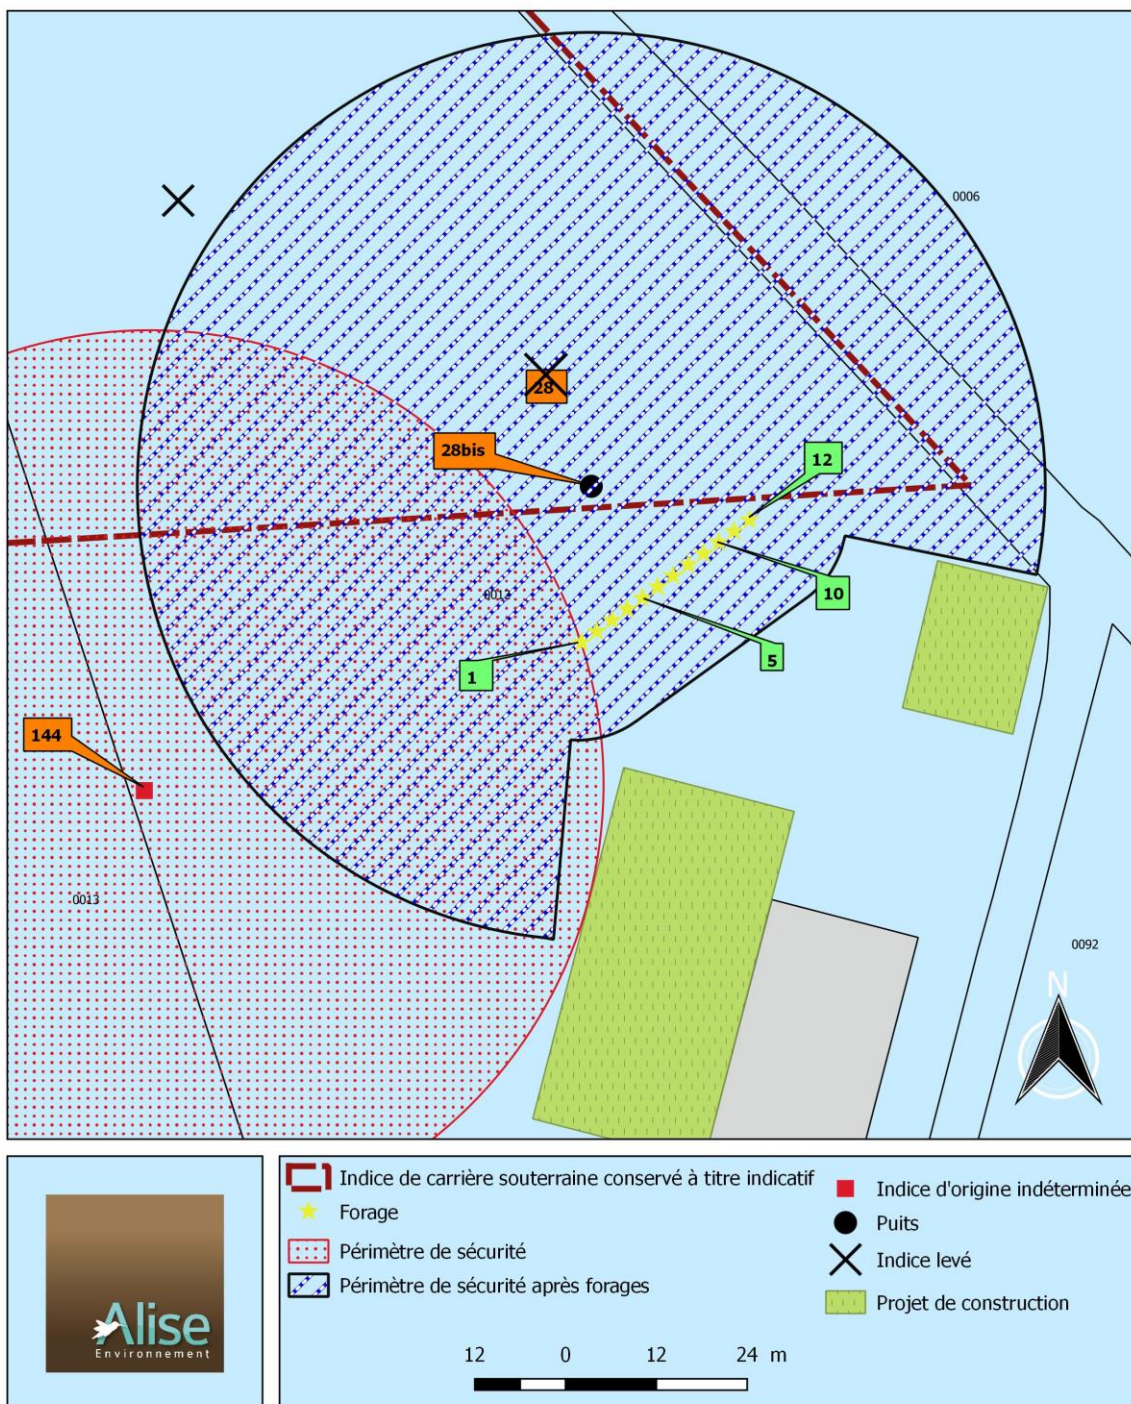 0006
28
28bis
12
0012
10
1
5
144
0013
0092
N
Indice de carrière souterraine conservé à titre indicatif
Forage
Périmètre de sécurité
Périmètre de sécurité après forages
Indice d'origine indéterminée
Puits
Indice levé
Projet de construction
Alise
Environnement
12 0 12 24 m